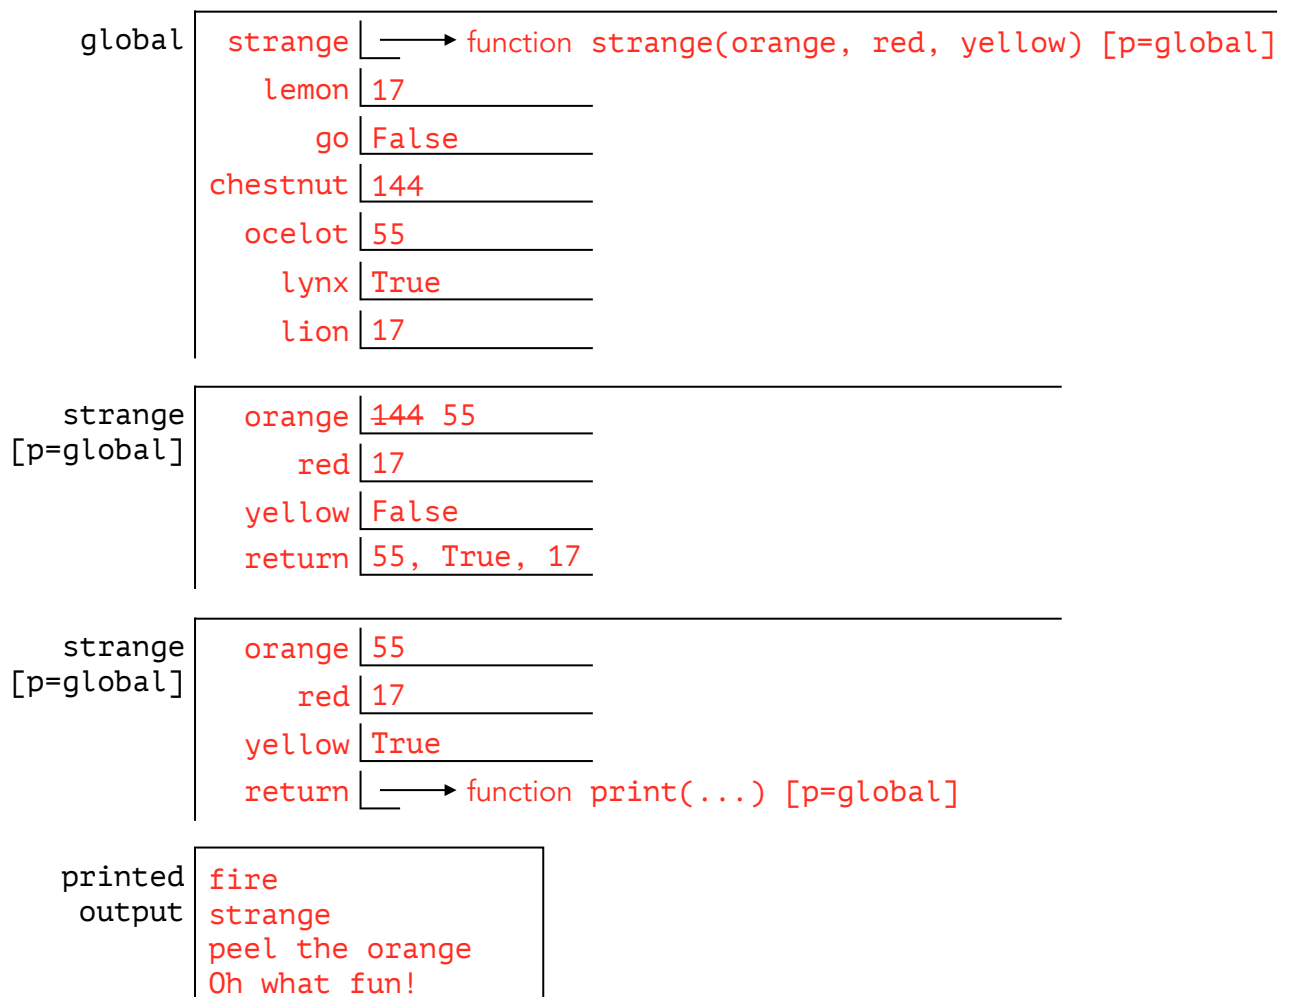 global strange function strange(orange, red, yellow) [p=global]
lemon 17
go False
chestnut 144
ocelot 55
lynx True
lion 17
strange orange 144 55
[p=global] red 17
yellow False
return 55, True, 17
strange orange 55
[p=global] red 17
yellow True
return function print(...) [p=global]
printed fire
output strange
peel the orange
Oh what fun!